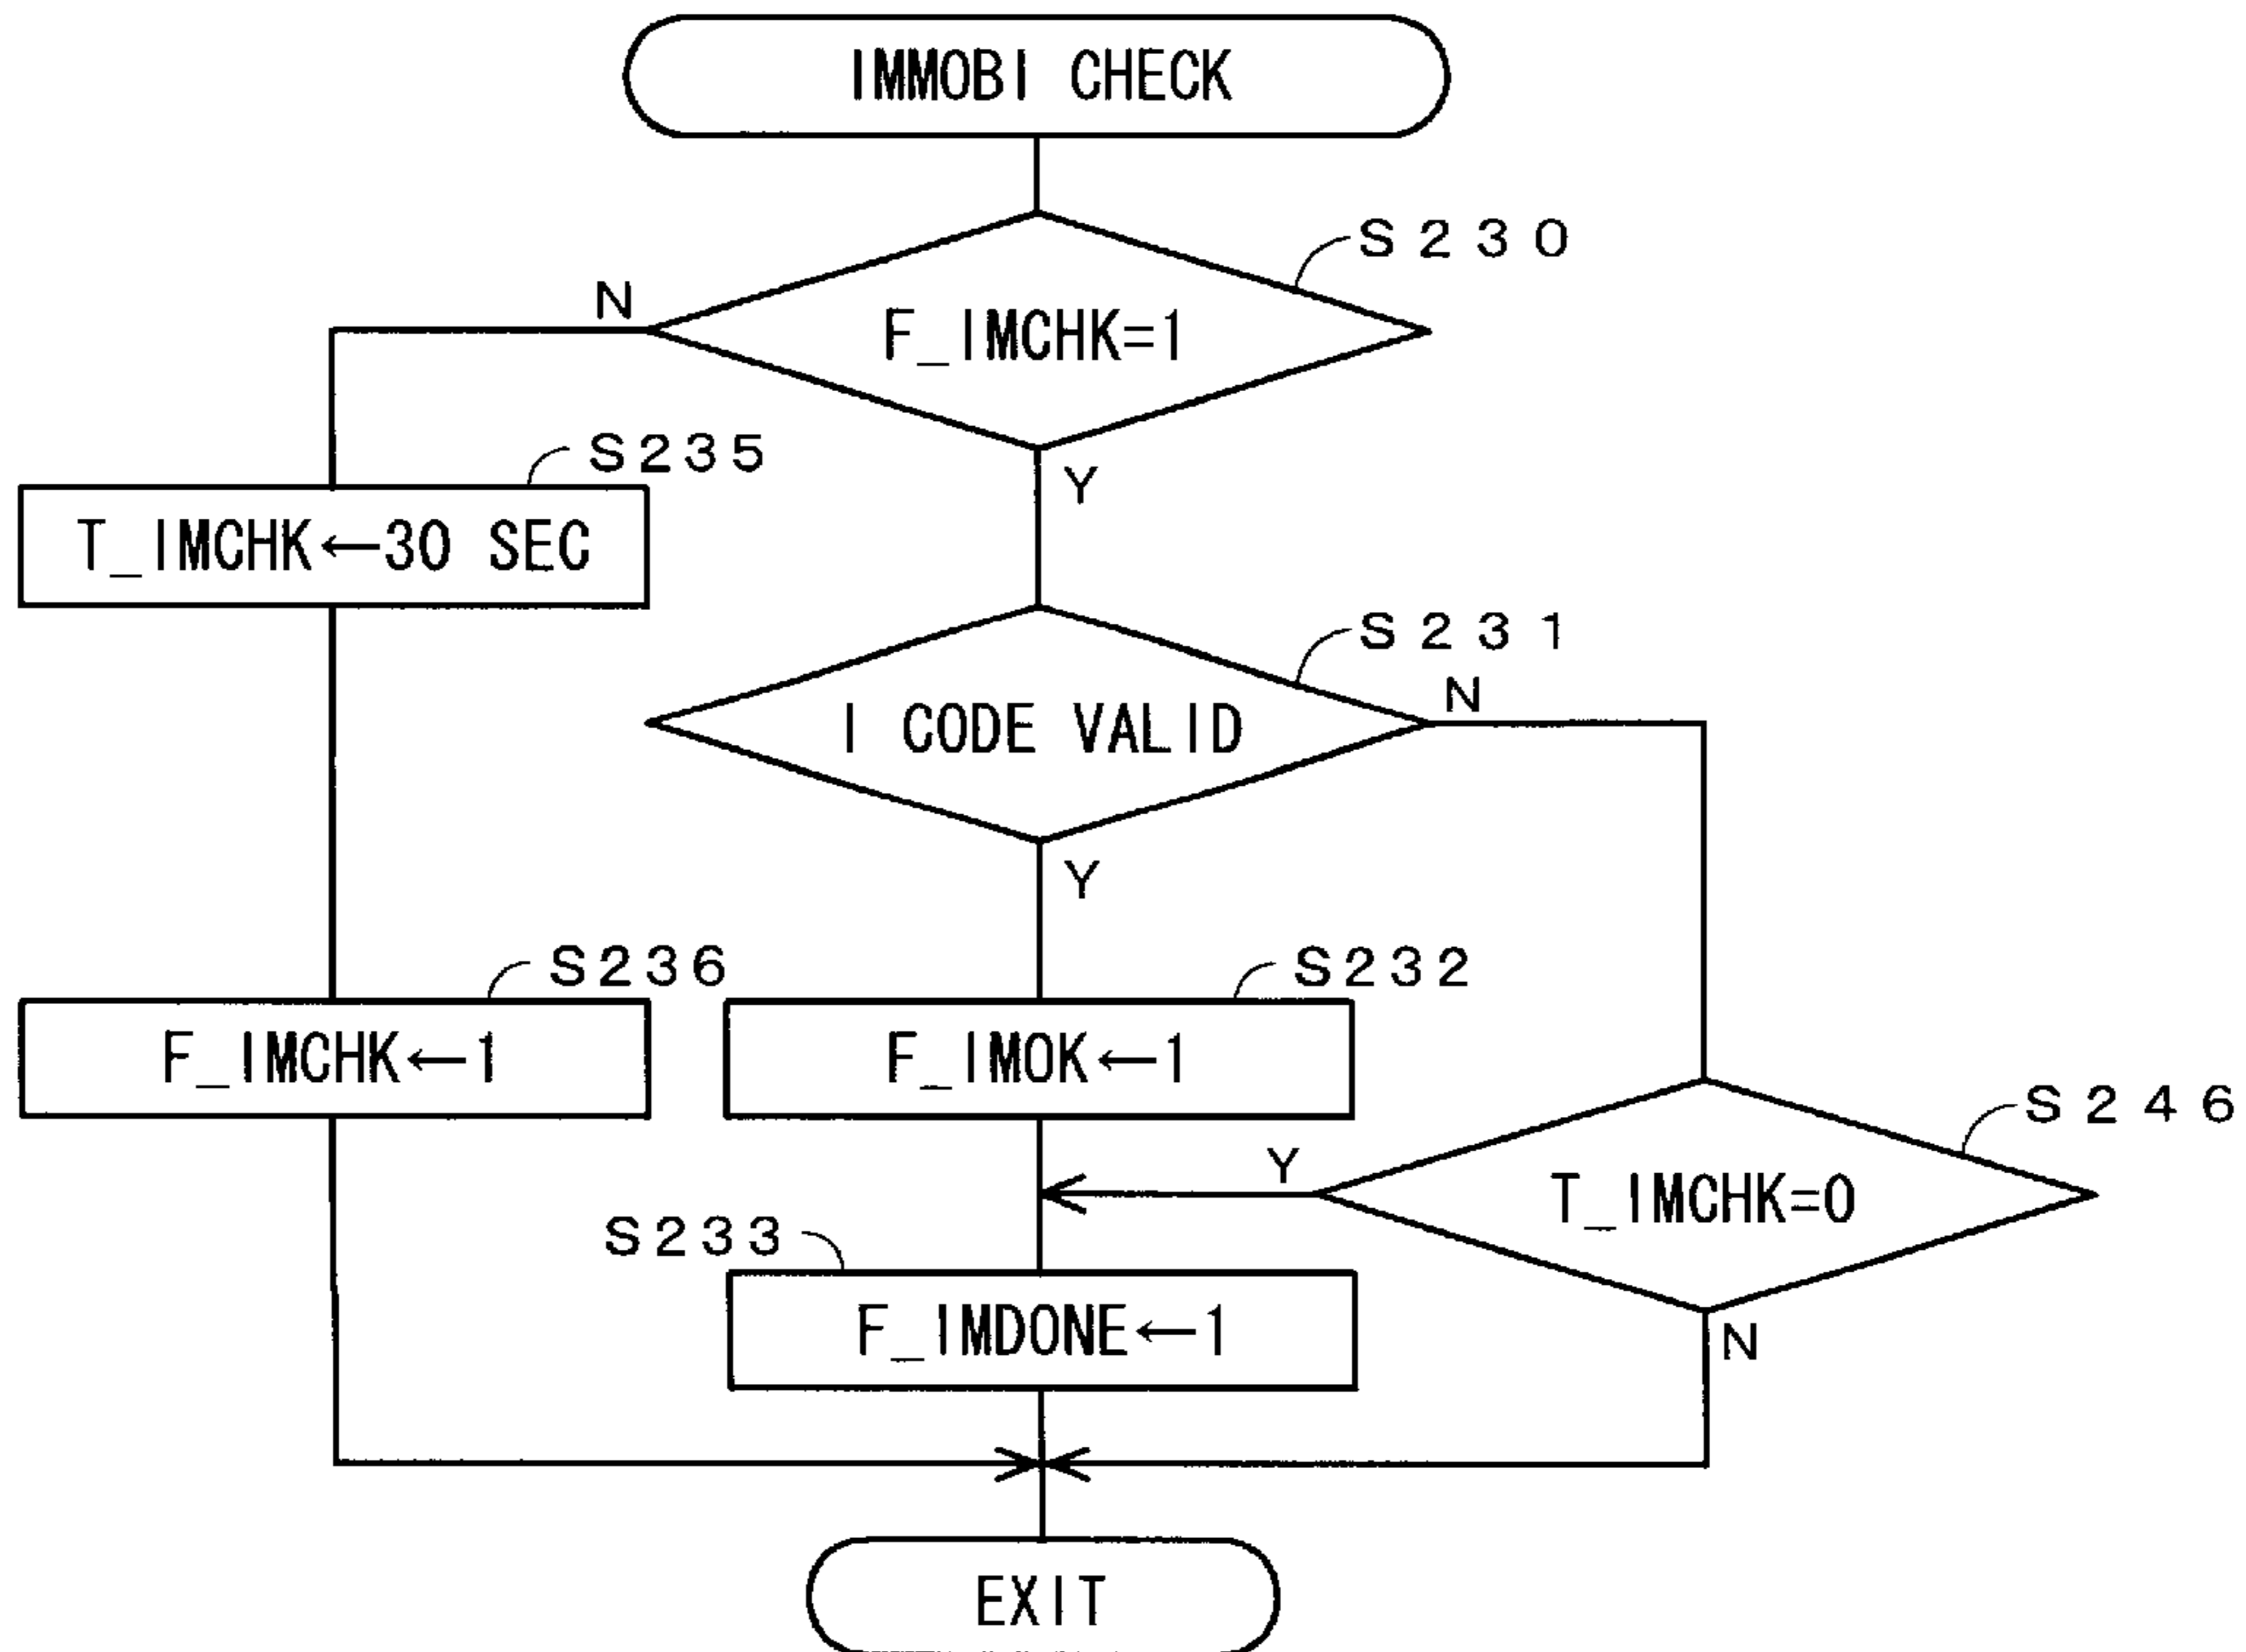 IMMOBI CHECK
S230
N
F_IMCHK=1
Y
S235
T_IMCHK←30 SEC
S231
N
I CODE VALID
Y
S236
F_IMCHK←1
S232
F_IMOK←1
S246
Y
T_IMCHK=0
N
S233
F_IMDONE←1
EXIT